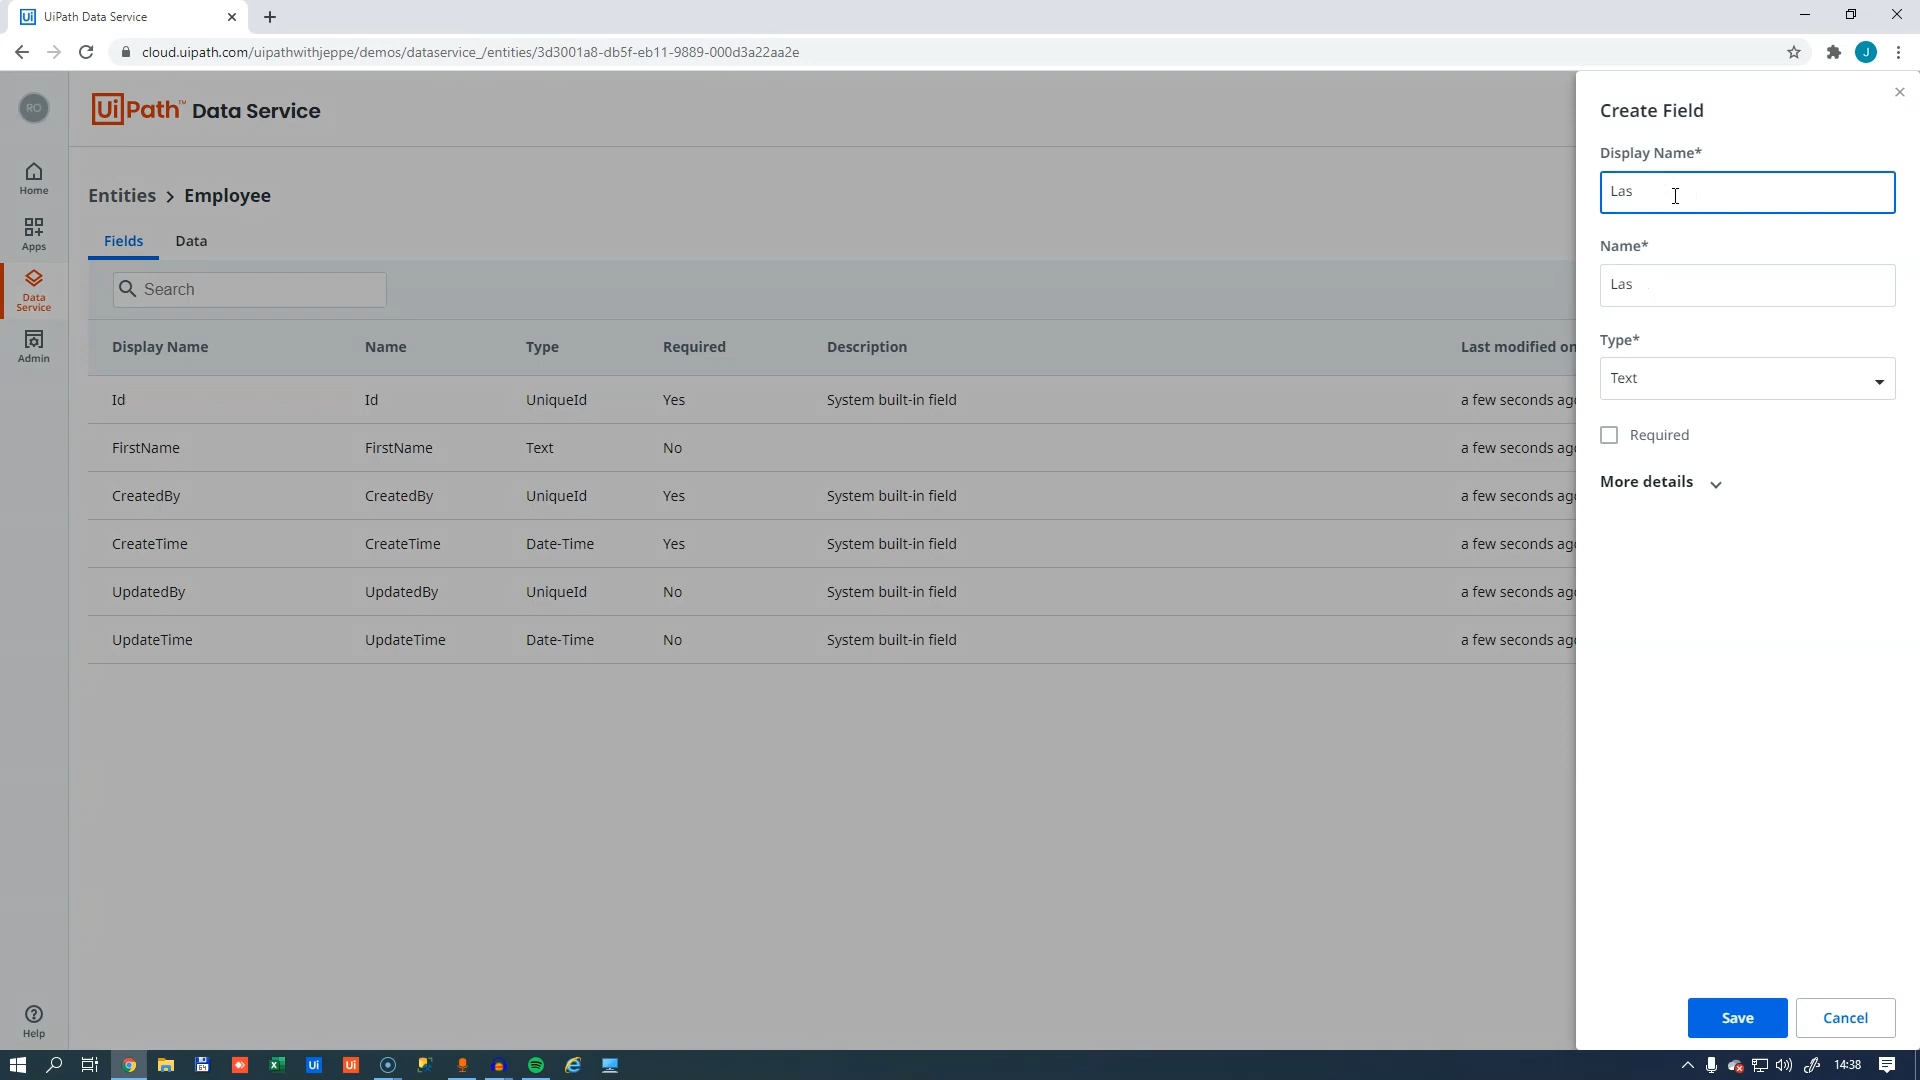 UiPath Data Service
cloud.uipath.com/uipathwithjeppe/demos/dataservice_/entities/3d3001a8-db5f-eb11-9889-000d3a22aa2e
J
RO
UiPath™ Data Service
Home
Apps
Data Service
Admin
Help
Entities > Employee
Fields Data
Search
Display Name Name Type Required Description Last modified on
Id Id UniqueId Yes System built-in field a few seconds ago
FirstName FirstName Text No a few seconds ago
CreatedBy CreatedBy UniqueId Yes System built-in field a few seconds ago
CreateTime CreateTime Date-Time Yes System built-in field a few seconds ago
UpdatedBy UpdatedBy UniqueId No System built-in field a few seconds ago
UpdateTime UpdateTime Date-Time No System built-in field a few seconds ago
Create Field
Display Name*
Las
Name*
Las
Type*
Text
Required
More details
Save Cancel
14:38